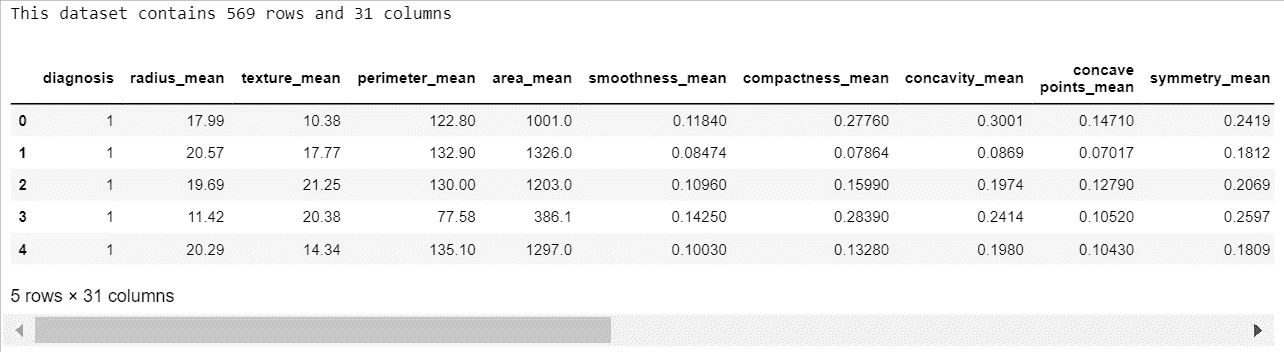 This dataset contains 569 rows and 31 columns
diagnosis radius_mean texture_mean perimeter_mean area_mean smoothness_mean compactness_mean concavity_mean concave points_mean symmetry_mean
0 1 17.99 10.38 122.80 1001.0 0.11840 0.27760 0.3001 0.14710 0.2419
1 1 20.57 17.77 132.90 1326.0 0.08474 0.07864 0.0869 0.07017 0.1812
2 1 19.69 21.25 130.00 1203.0 0.10960 0.15990 0.1974 0.12790 0.2069
3 1 11.42 20.38 77.58 386.1 0.14250 0.28390 0.2414 0.10520 0.2597
4 1 20.29 14.34 135.10 1297.0 0.10030 0.13280 0.1980 0.10430 0.1809
5 rows × 31 columns